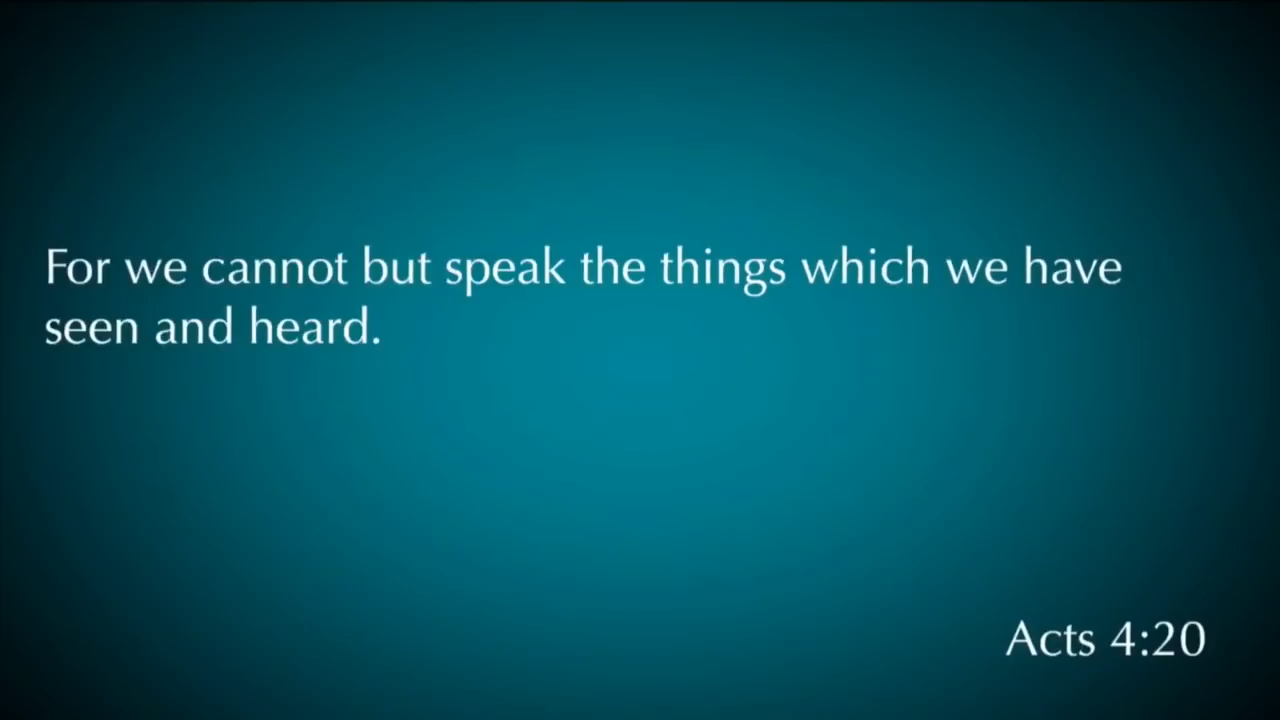 For we cannot but speak the things which we have
seen and heard.
Acts 4:20